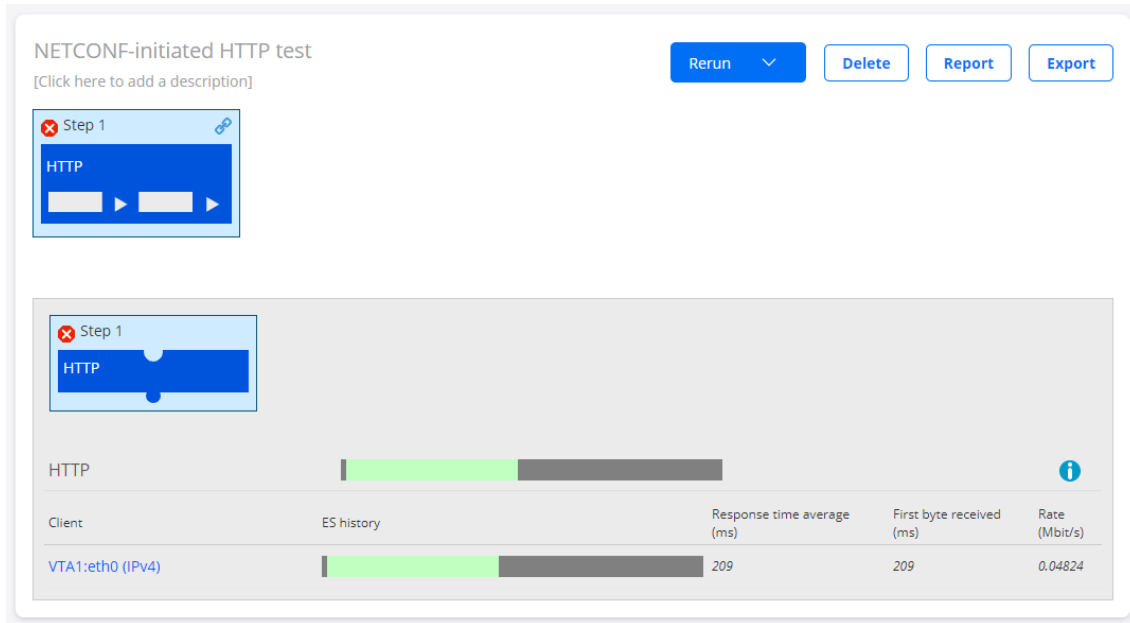 NETCONF-initiated HTTP test
[Click here to add a description]
Rerun
Delete
Report
Export
Step 1
HTTP
Step 1
HTTP
HTTP
Client
ES history
Response time average
(ms)
First byte received
(ms)
Rate
(Mbit/s)
VTA1:eth0 (IPv4)
209
209
0.04824